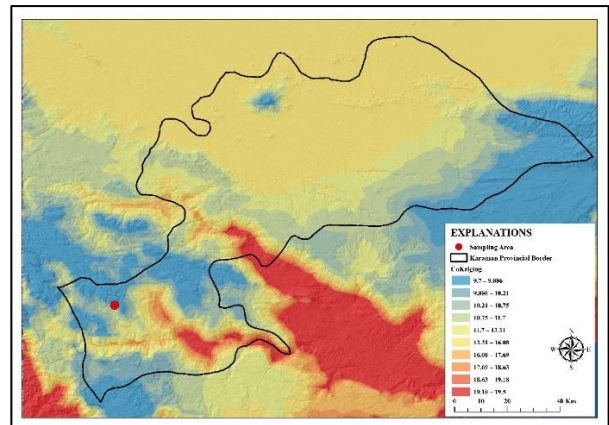 EXPLANATIONS
Sampling Area
Karaman Provincial Border
CoKriging
9.7 – 9.886
9.886 – 10.21
10.21 – 10.75
10.75 – 11.7
11.7 – 13.31
13.31 – 16.08
16.08 – 17.69
17.69 – 18.63
18.63 – 19.18
19.18 – 19.5
N
W E
S
0 10 20 40 Km